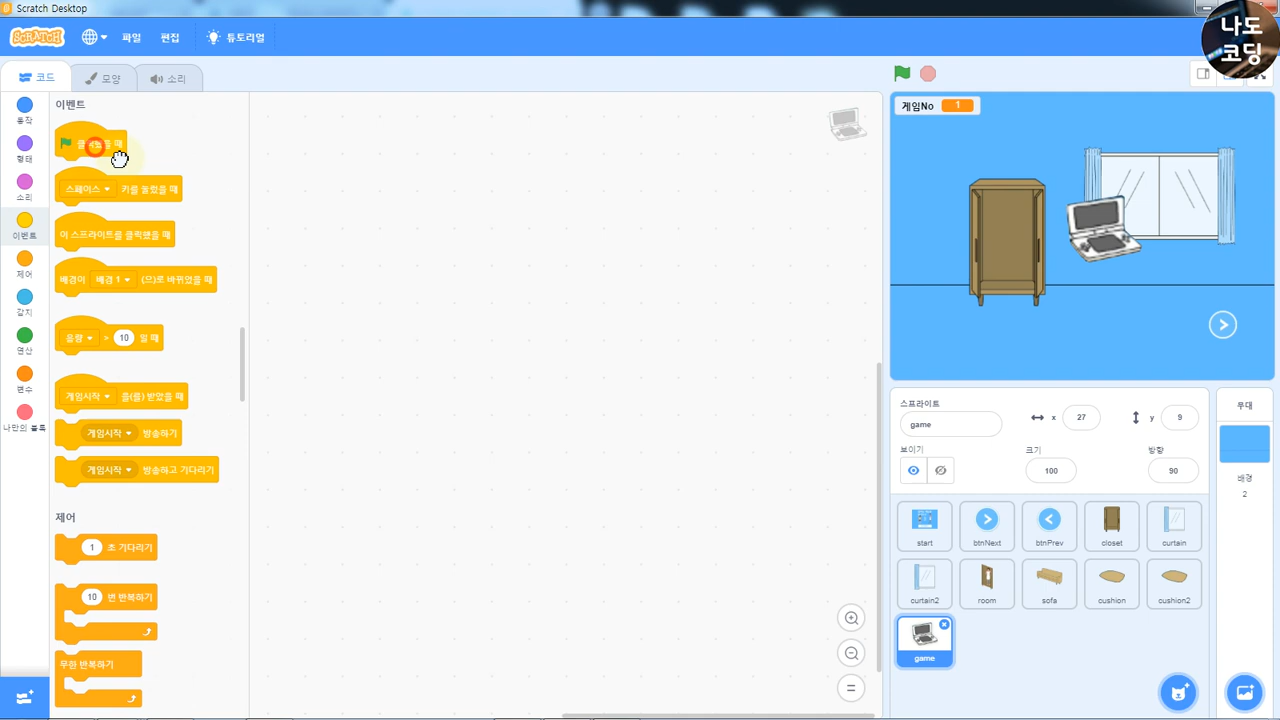 Scratch Desktop
SCRATCH 파일 편집 튜토리얼
나도
코딩
코드 모양 소리
동작
형태
소리
이벤트
제어
감지
연산
변수
나만의 블록
이벤트
클릭했을 때
스페이스 키를 눌렀을 때
이 스프라이트를 클릭했을 때
배경이 배경 1 (으)로 바뀌었을 때
음량 > 10 일 때
게임시작 을(를) 받았을 때
게임시작 방송하기
게임시작 방송하고 기다리기
제어
1 초 기다리기
10 번 반복하기
무한 반복하기
게임No 1
스프라이트
game
x 27
y 9
보이기
크기
방향
100
90
start btnNext btnPrev closet curtain
curtain2 room sofa cushion cushion2
game
무대
배경
2